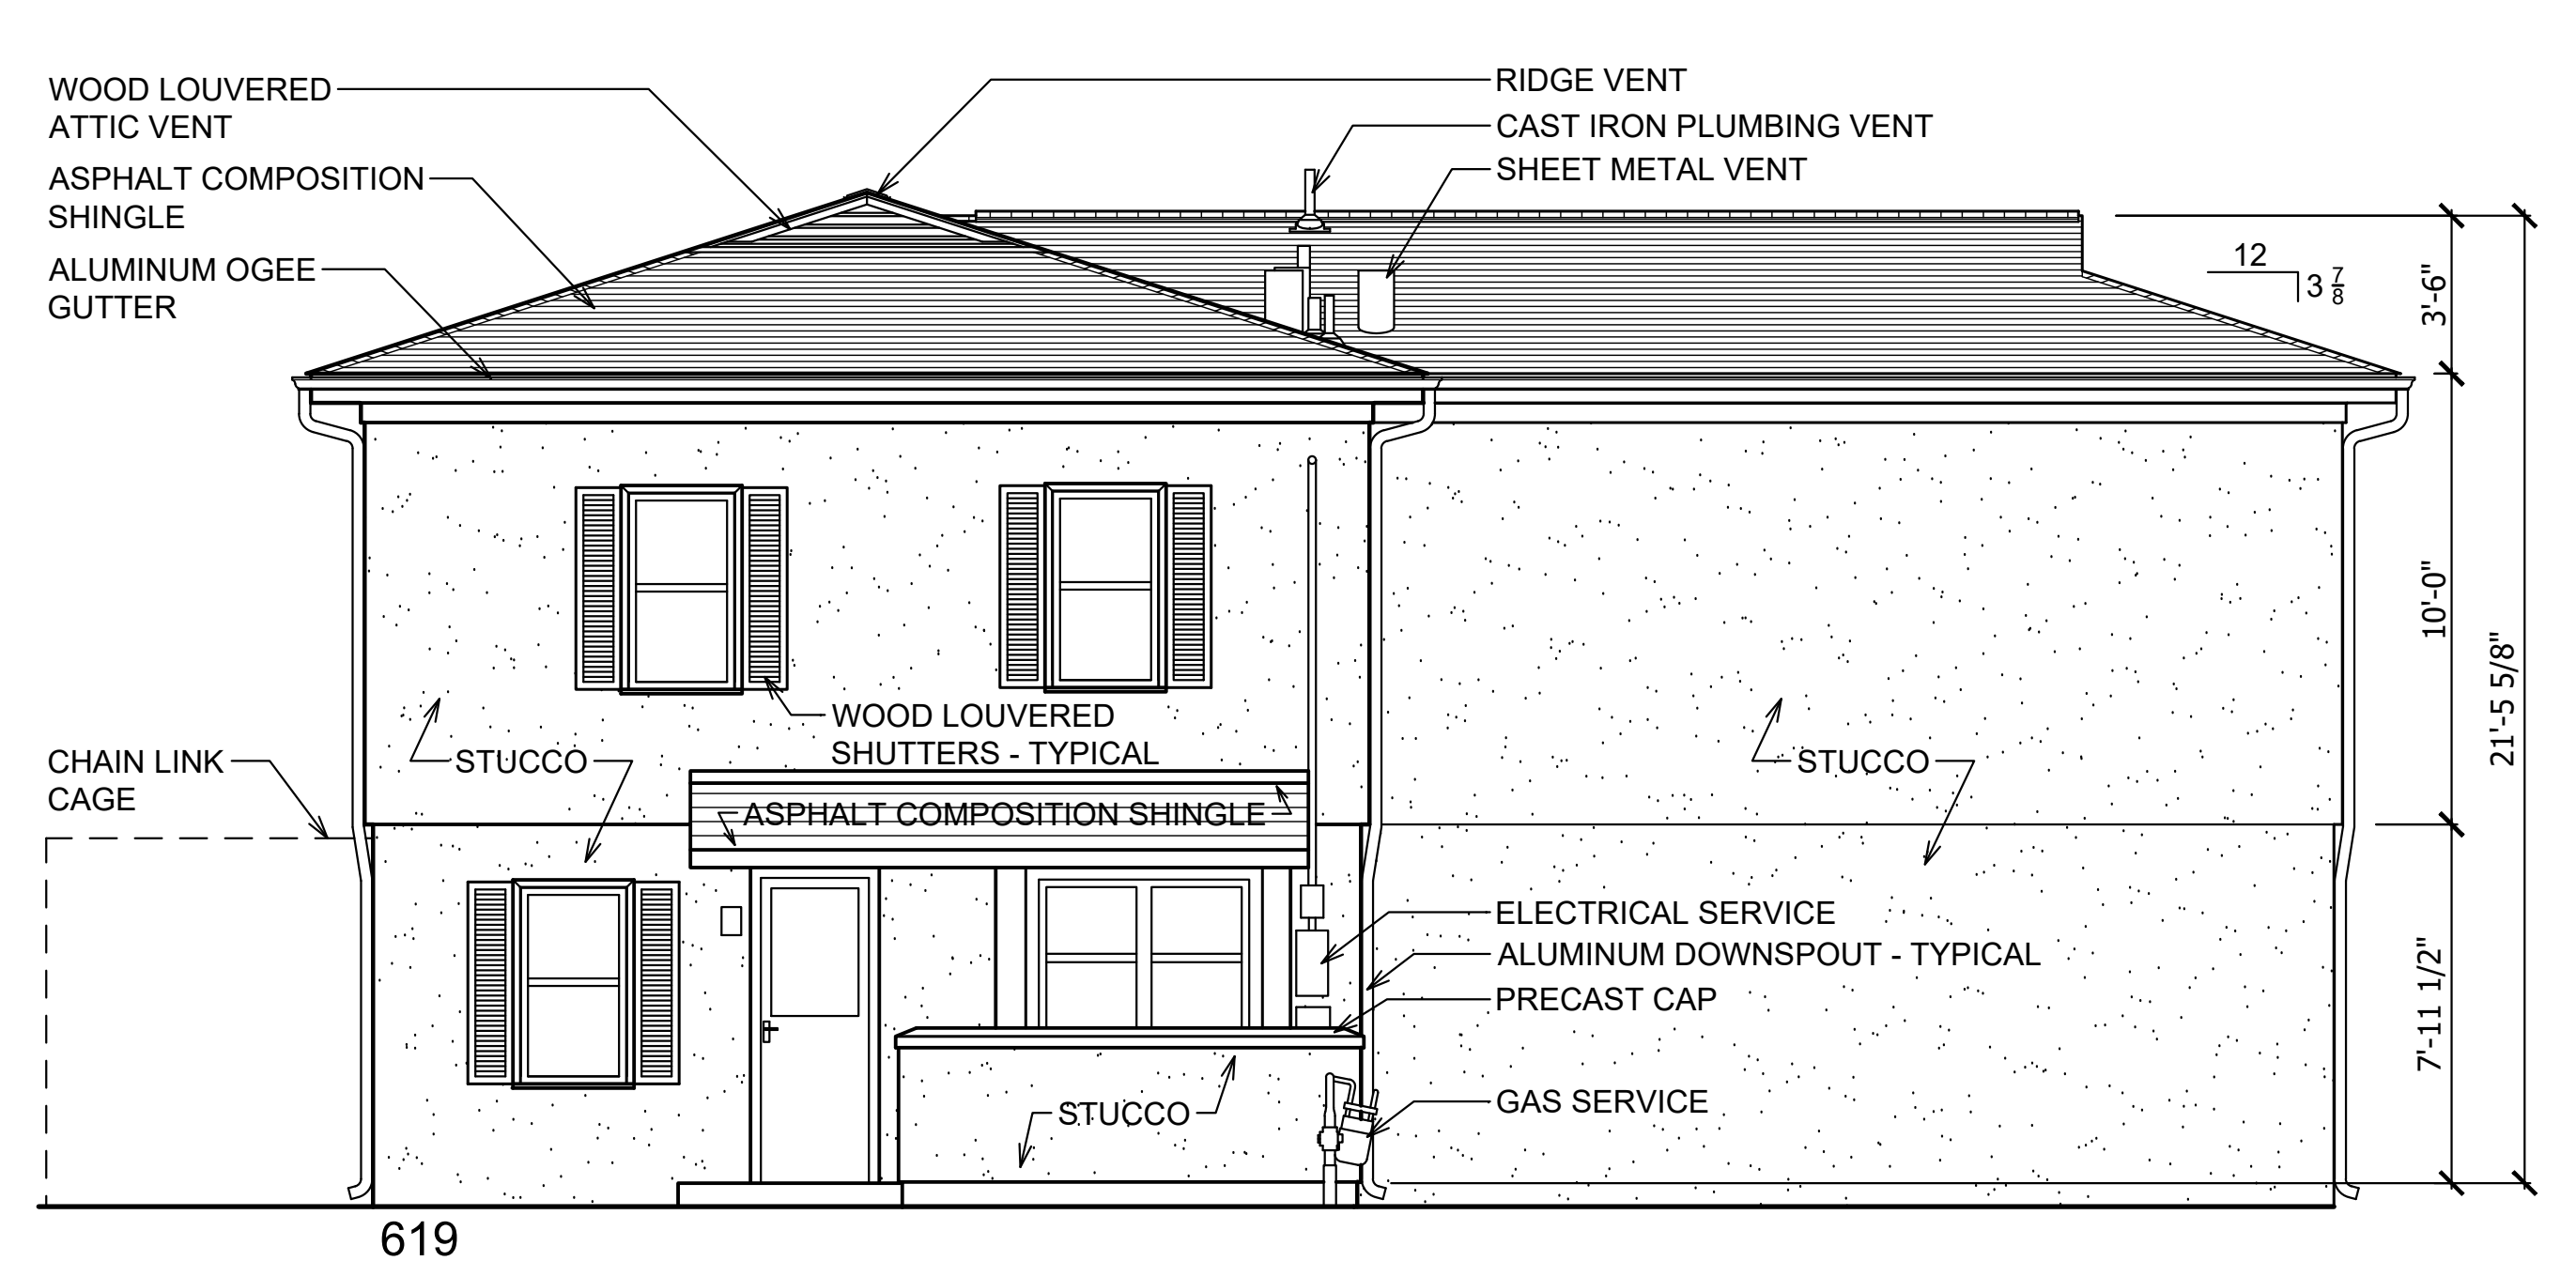 WOOD LOUVERED
ATTIC VENT
ASPHALT COMPOSITION
SHINGLE
ALUMINUM OGEE
GUTTER
RIDGE VENT
CAST IRON PLUMBING VENT
SHEET METAL VENT
12
3 7/8
3'-6"
10'-0"
21'-5 5/8"
7'-11 1/2"
WOOD LOUVERED
SHUTTERS - TYPICAL
STUCCO
STUCCO
CHAIN LINK
CAGE
ASPHALT COMPOSITION SHINGLE
ELECTRICAL SERVICE
ALUMINUM DOWNSPOUT - TYPICAL
PRECAST CAP
GAS SERVICE
STUCCO
619